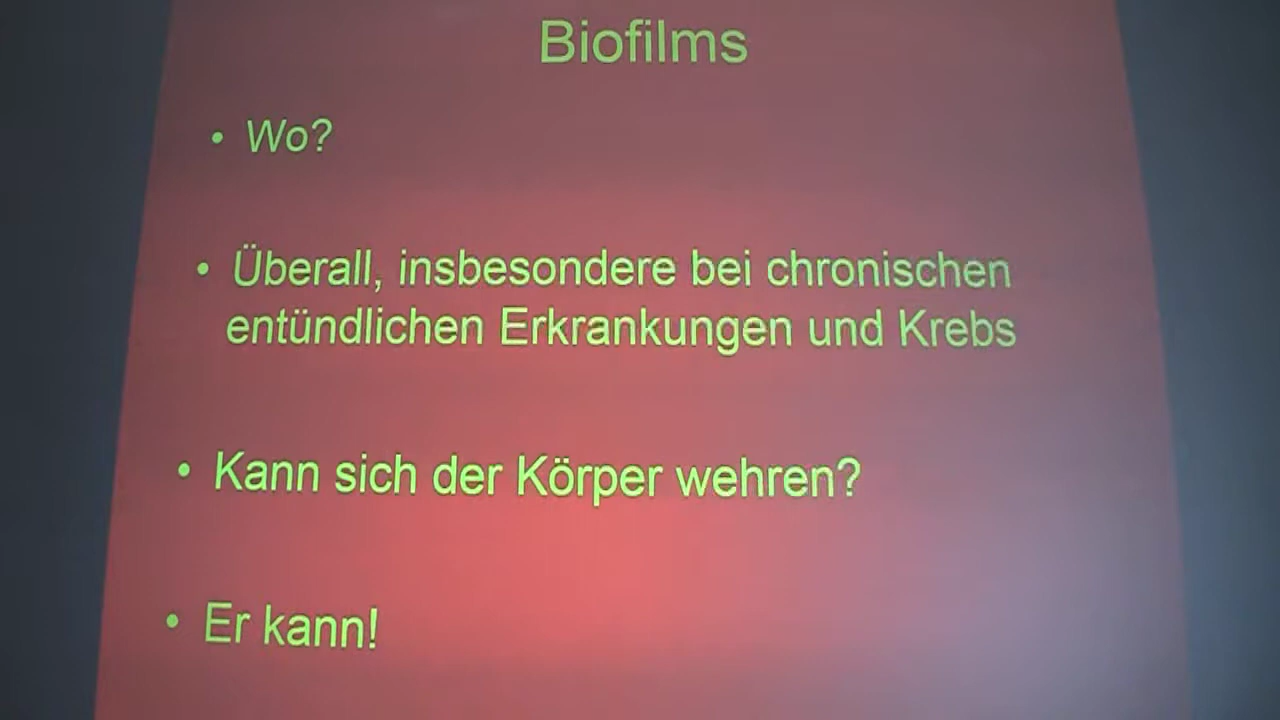 Biofilms
• Wo?
• Überall, insbesondere bei chronischen
entündlichen Erkrankungen und Krebs
• Kann sich der Körper wehren?
• Er kann!